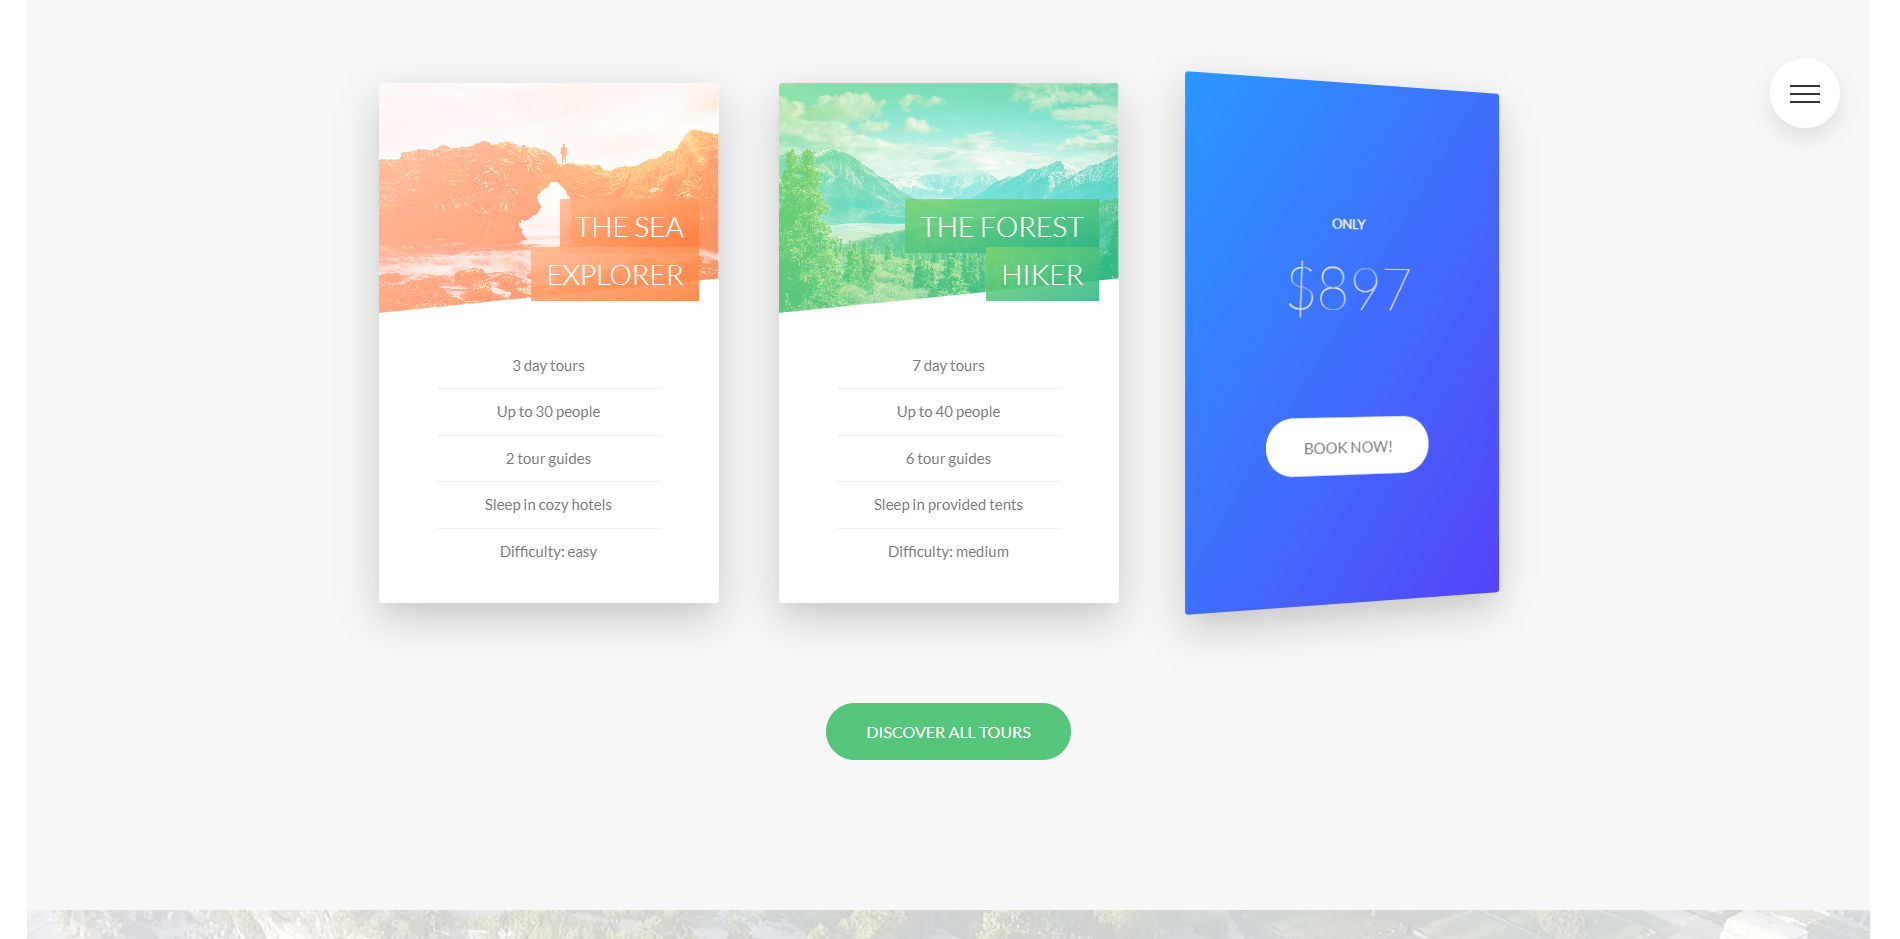 THE SEA
EXPLORER
3 day tours
Up to 30 people
2 tour guides
Sleep in cozy hotels
Difficulty: easy
THE FOREST
HIKER
7 day tours
Up to 40 people
6 tour guides
Sleep in provided tents
Difficulty: medium
ONLY
$897
BOOK NOW!
DISCOVER ALL TOURS